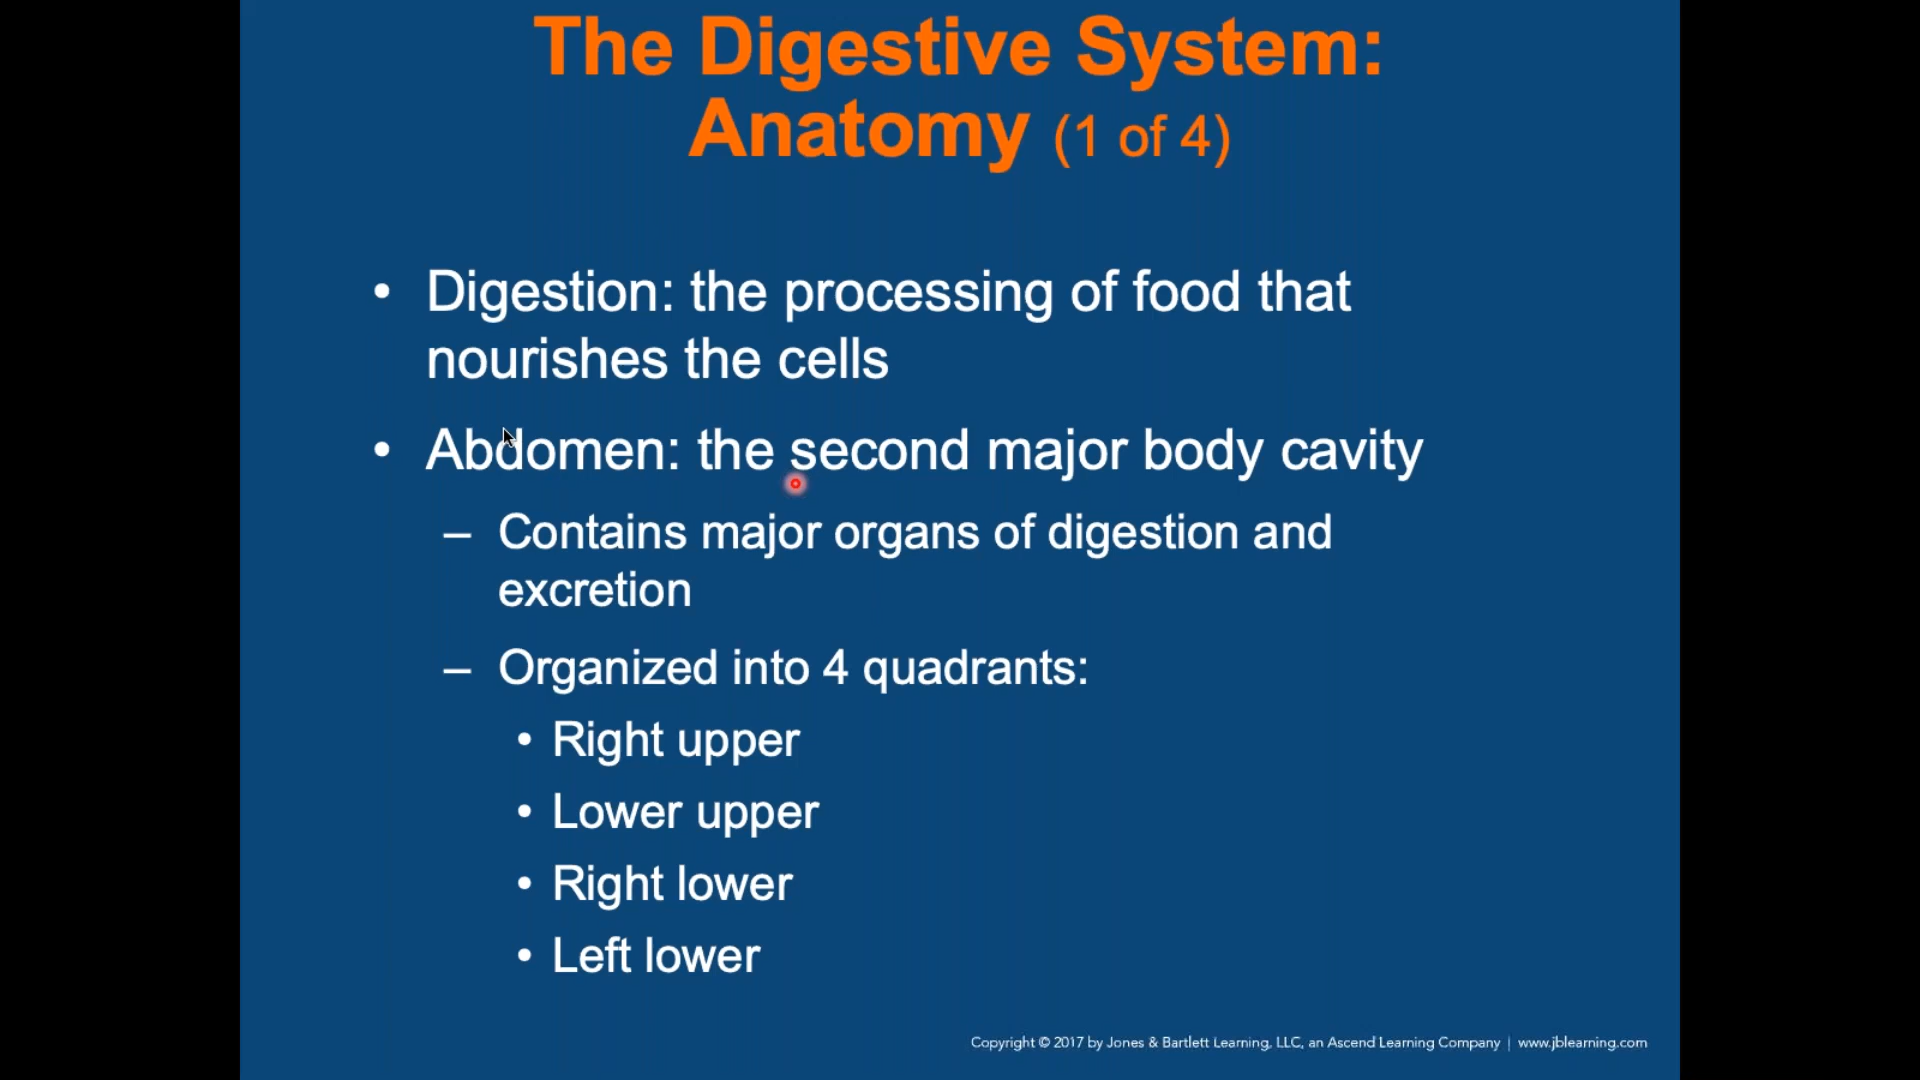 The Digestive System:
Anatomy (1 of 4)
• Digestion: the processing of food that
nourishes the cells
• Abdomen: the second major body cavity
– Contains major organs of digestion and
excretion
– Organized into 4 quadrants:
• Right upper
• Lower upper
• Right lower
• Left lower
Copyright © 2017 by Jones & Bartlett Learning, LLC, an Ascend Learning Company | www.jblearning.com